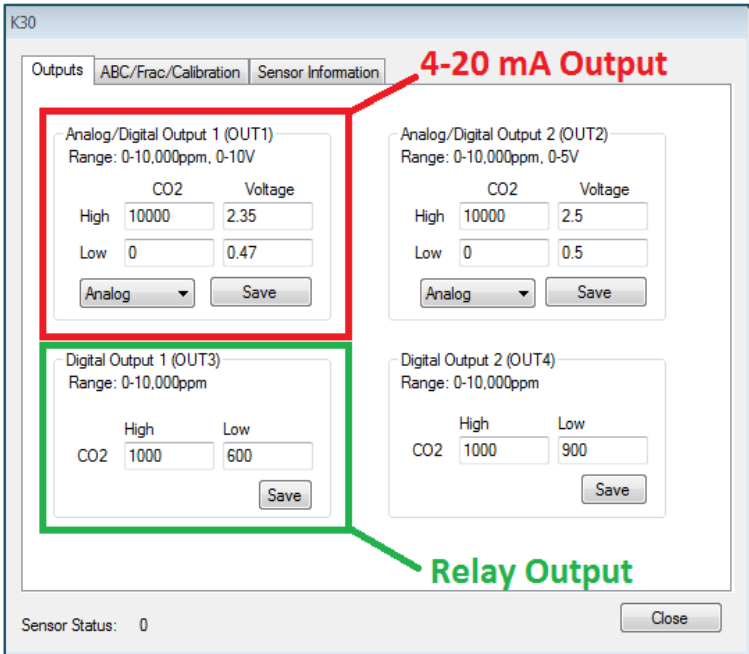 K30
Outputs ABC/Frac/Calibration Sensor Information
4-20 mA Output
Analog/Digital Output 1 (OUT1)
Range: 0-10,000ppm, 0-10V
CO2 Voltage
High 10000 2.35
Low 0 0.47
Analog Save
Analog/Digital Output 2 (OUT2)
Range: 0-10,000ppm, 0-5V
CO2 Voltage
High 10000 2.5
Low 0 0.5
Analog Save
Digital Output 1 (OUT3)
Range: 0-10,000ppm
High Low
CO2 1000 600
Save
Digital Output 2 (OUT4)
Range: 0-10,000ppm
High Low
CO2 1000 900
Save
Relay Output
Sensor Status: 0
Close